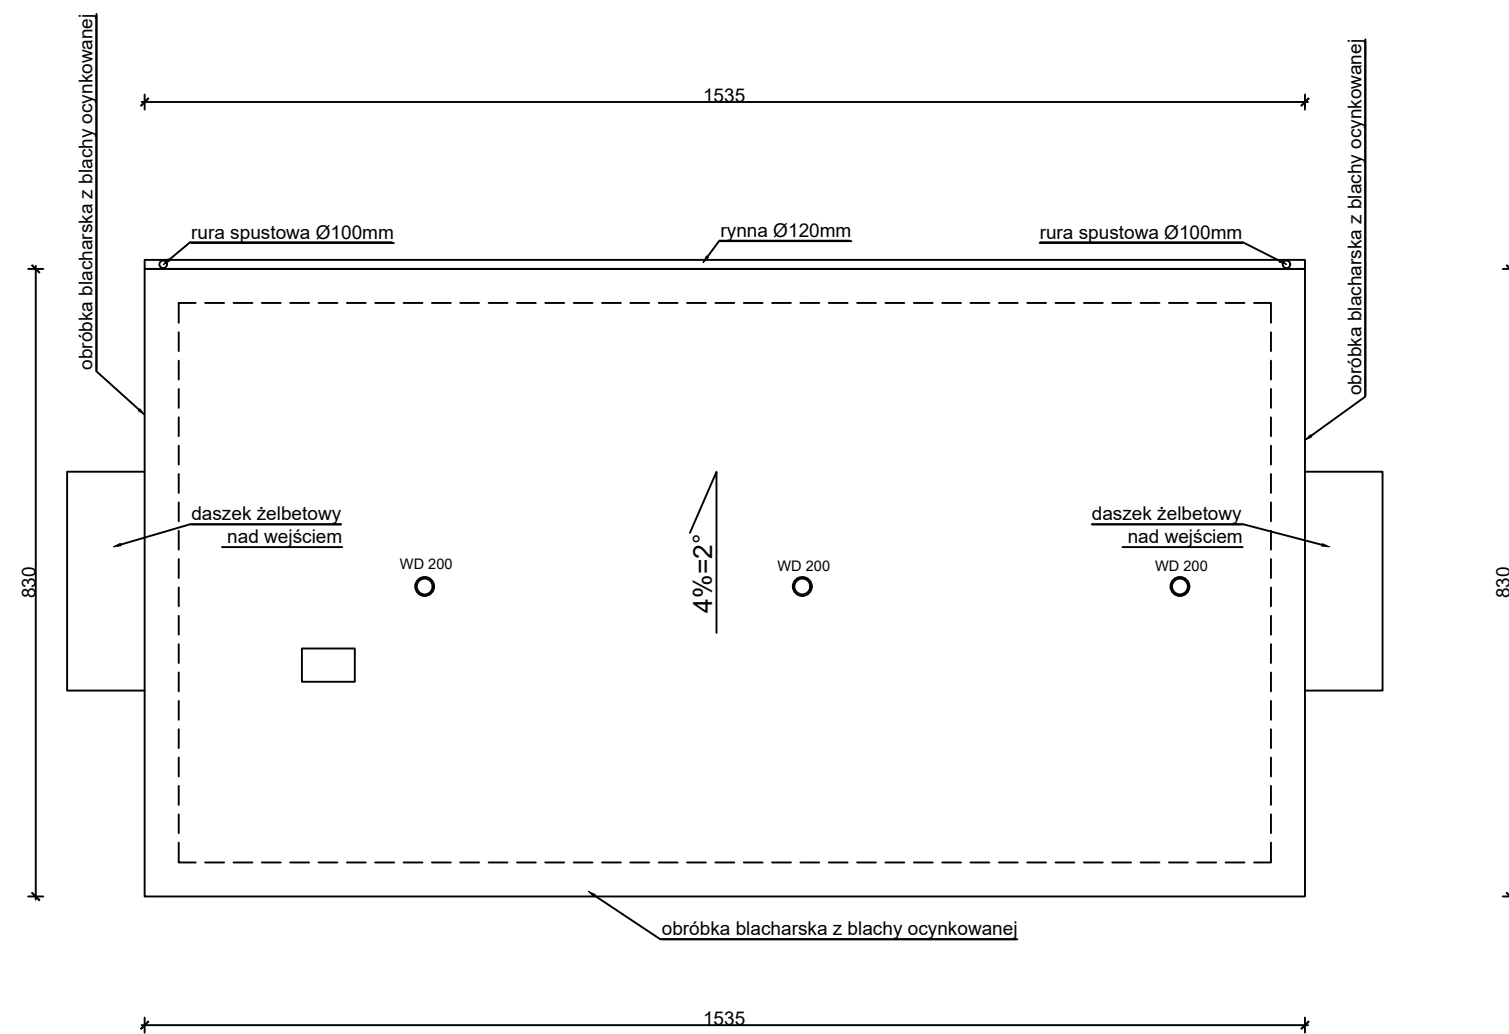 obróbka blacharska z blachy ocynkowanej
1535
obróbka blacharska z blachy ocynkowanej
rura spustowa Ø100mm
rynna Ø120mm
rura spustowa Ø100mm
daszek żelbetowy
nad wejściem
daszek żelbetowy
nad wejściem
WD 200
WD 200
WD 200
4%=2°
830
830
obróbka blacharska z blachy ocynkowanej
1535